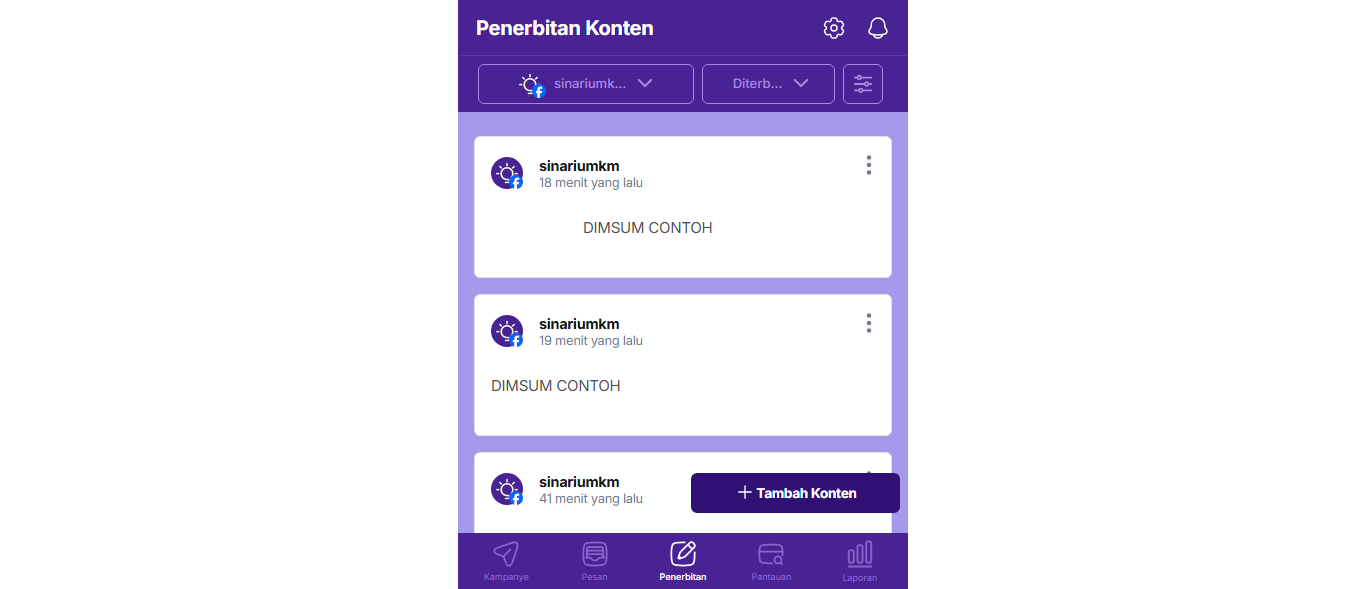 Penerbitan Konten
sinariumk...
Diterb...
sinariumkm
18 menit yang lalu
DIMSUM CONTOH
sinariumkm
19 menit yang lalu
DIMSUM CONTOH
sinariumkm
41 menit yang lalu
Tambah Konten
Kampanye
Pesan
Penerbitan
Pantauan
Laporan